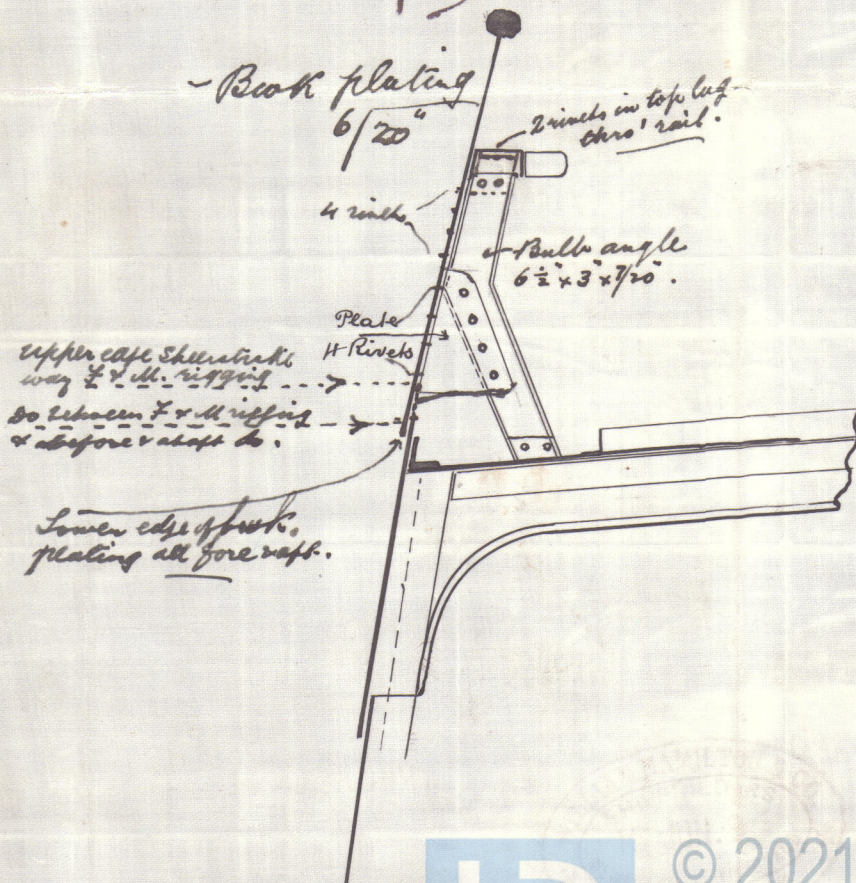 - Bwk plating
6/20"
2 rivets in top lug
thro' rail.
4 rivets
Bulb angle
6½" x 3" x 7/20".
Plate
4 Rivets
Upper edge Sheerstrake
way F & M. rigging
Do between F & M rigging
& before & abaft do.
Lower edge of bwk.
plating all fore & aft.
© 2021